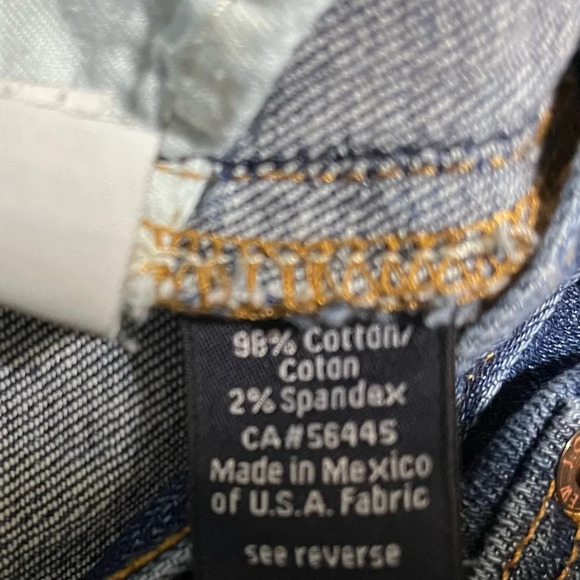 98% Cotton/
Coton
2% Spandex
CA#56445
Made in Mexico
of U.S.A. Fabric
see reverse